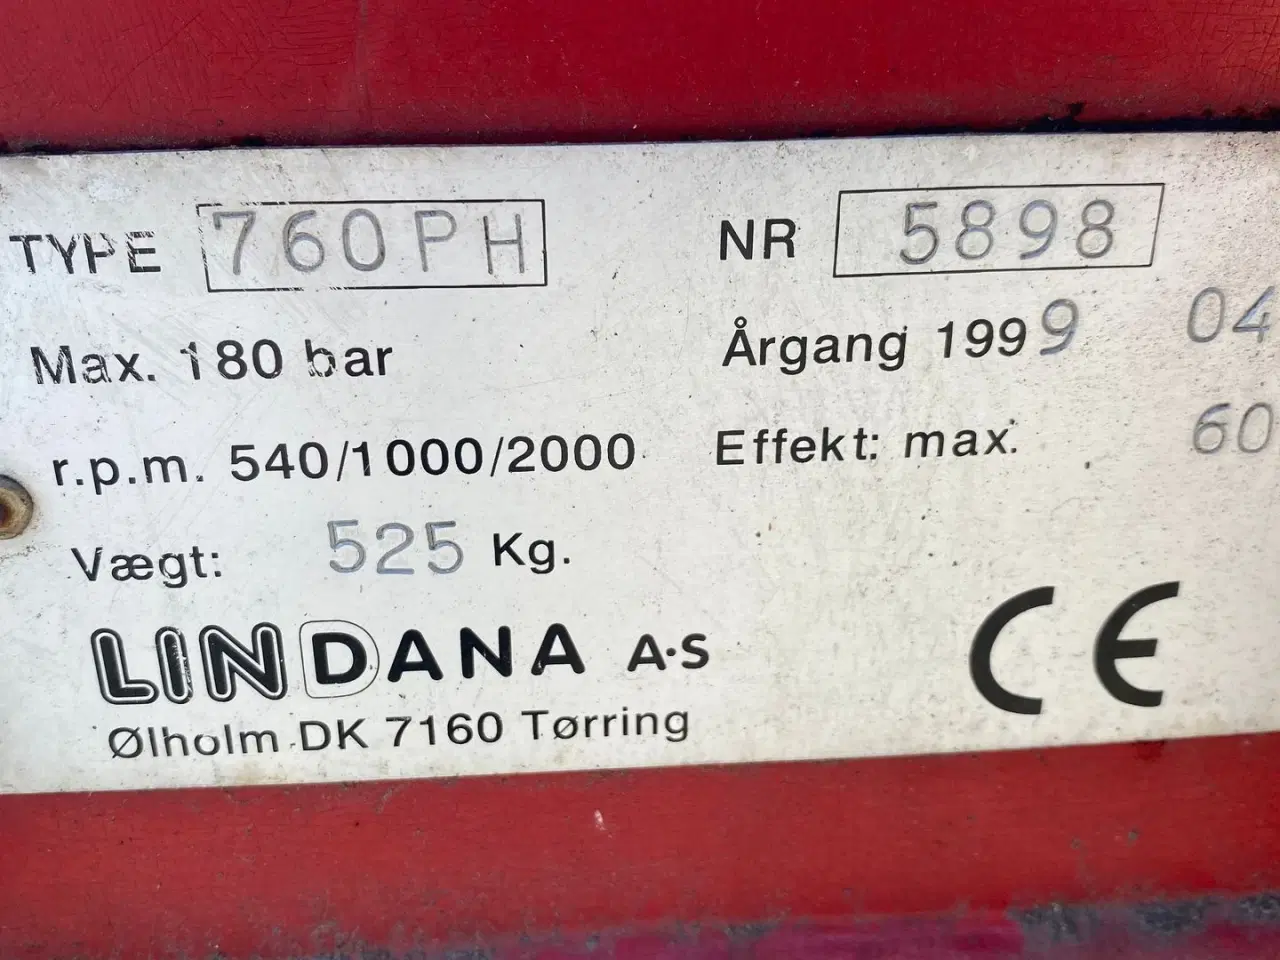 TYPE 760PH NR 5898
Max. 180 bar Årgang 1999 04
r.p.m. 540/1000/2000 Effekt: max. 60
Vægt: 525 Kg.
LINDANA A·S CE
Ølholm DK 7160 Tørring